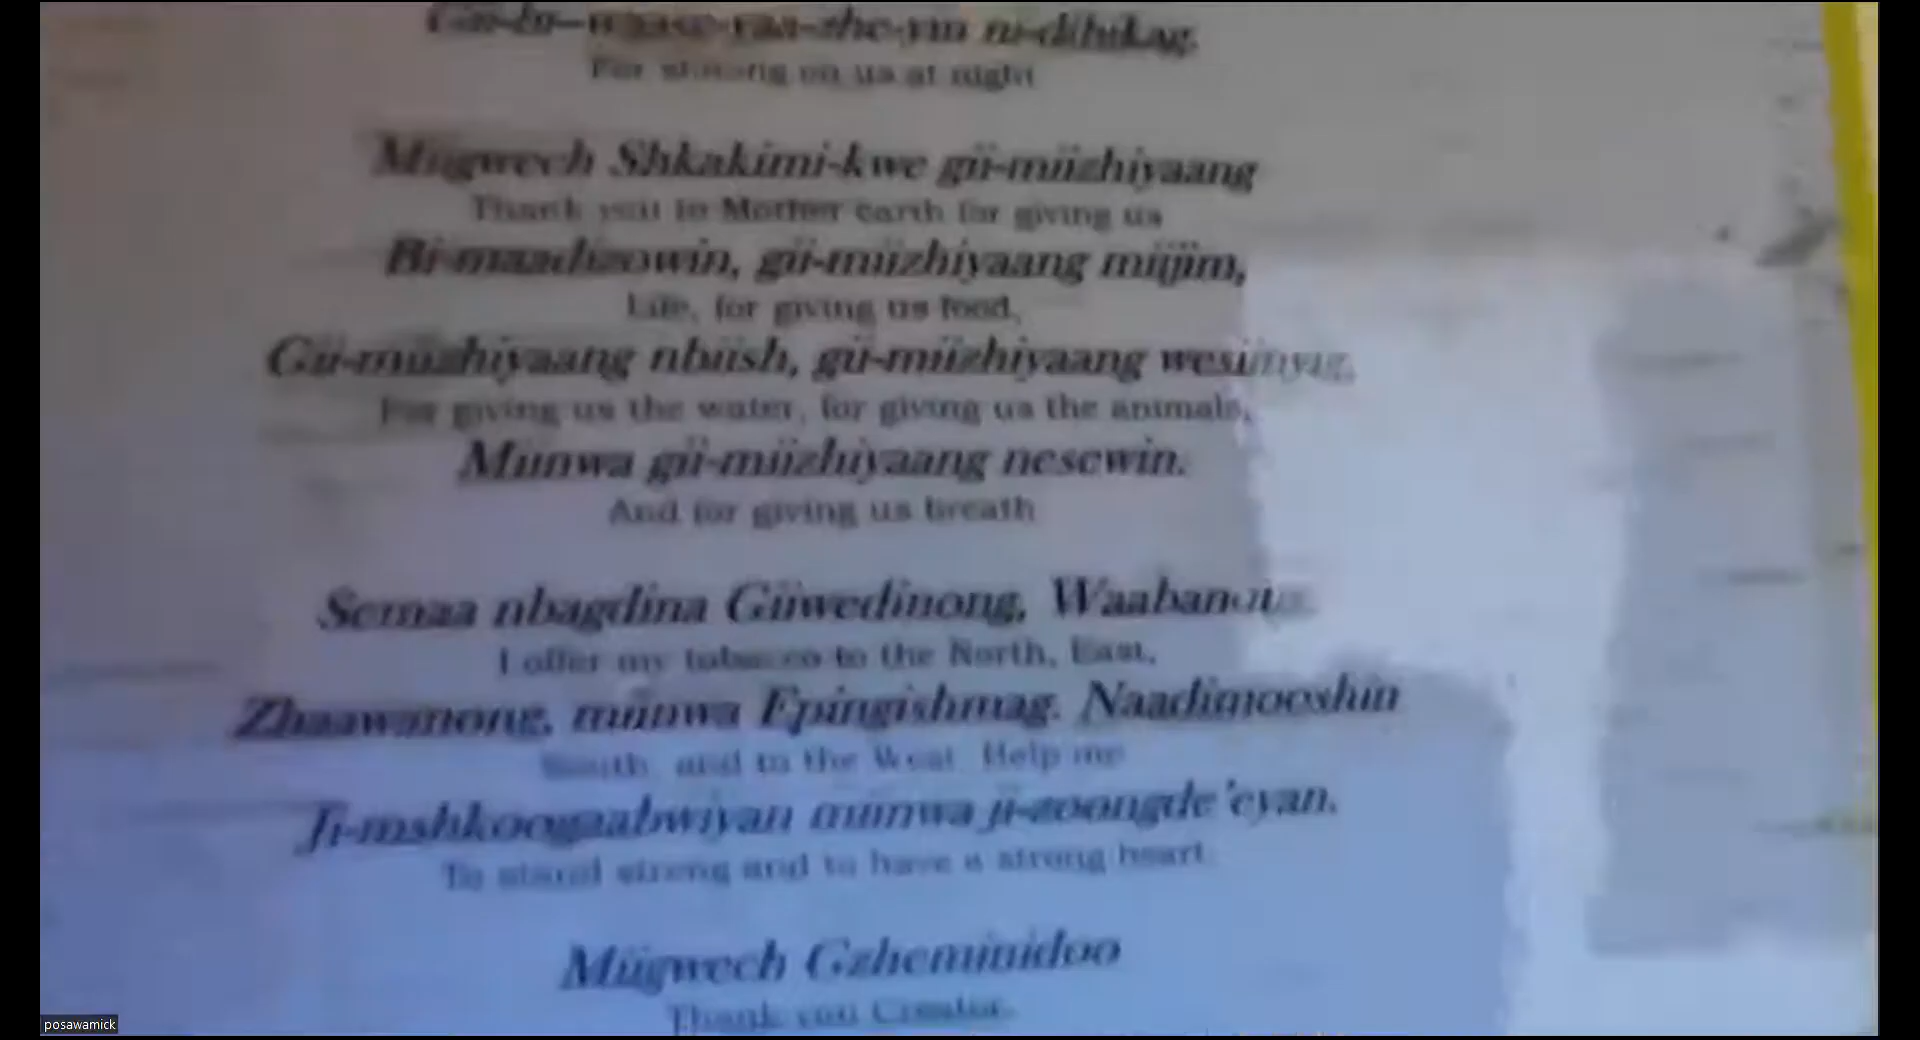 For shining on us at night
Miigwech Shkakimi-kwe gii-miizhiyaang
Thank you to Mother earth for giving us
Bi-maadizowin, gii-miizhiyaang miijim,
Life, for giving us food,
Gii-miizhiyaang nbiish, gii-miizhiyaang
For giving us the water, for giving us the animals,
Miinwa gii-miizhiyaang nesewin.
And for giving us breath
Semaa nbagdina Giiwedinong,
I offer my tobacco to the North, East,
Zhaawanong, miinwa Epingishmag. Naadimooshin
South, and to the West. Help me
Ji-mshkoogaabwiyan miinwa ji-zoongde'eyan.
To stand strong and to have a strong heart.
Miigwech Gzheminidoo
Thank you Creator.
posawamick